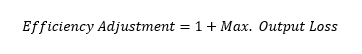 Efficiency Adjustment = 1 + Max. Output Loss